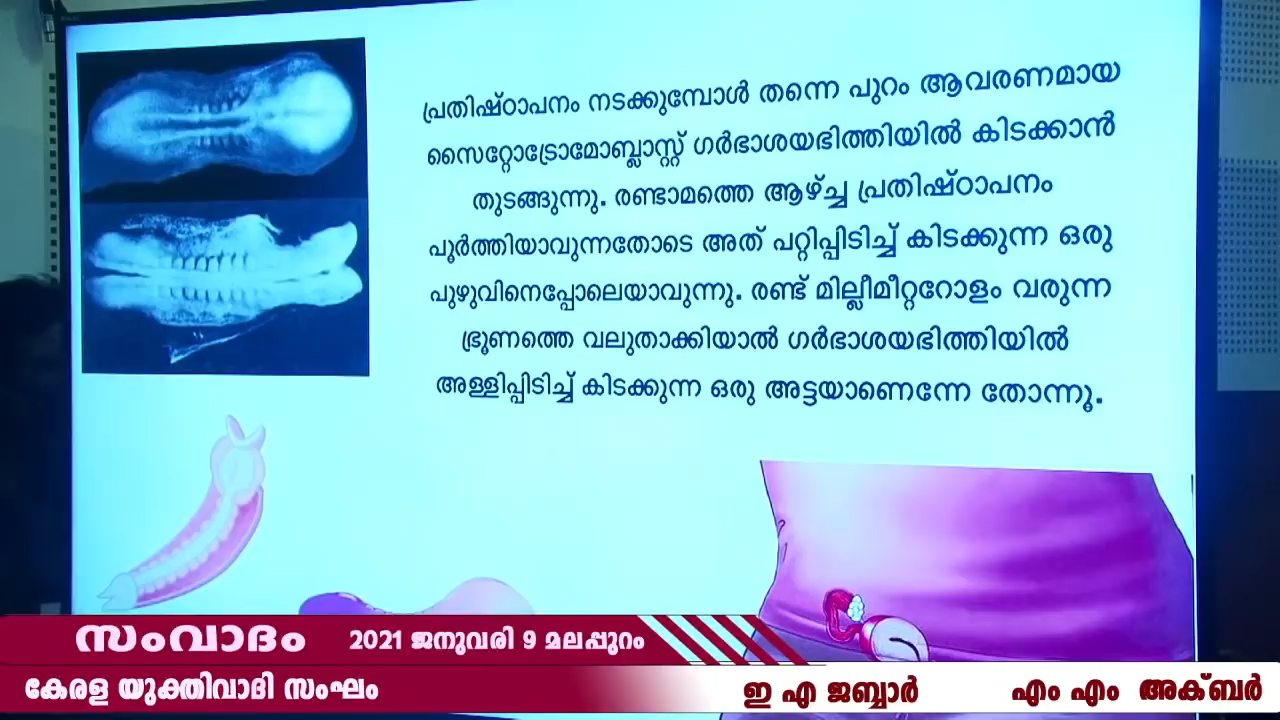 പ്രതിഷ്ഠാപനം നടക്കുമ്പോൾ തന്നെ പുറം ആവരണമായ
സൈറ്റോട്രോമോബ്ലാസ്റ്റ് ഗർഭാശയഭിത്തിയിൽ കിടക്കാൻ
തുടങ്ങുന്നു. രണ്ടാമത്തെ ആഴ്ച്ച പ്രതിഷ്ഠാപനം
പൂർത്തിയാവുന്നതോടെ അത് പറ്റിപ്പിടിച്ച് കിടക്കുന്ന ഒരു
പുഴുവിനെപ്പോലെയാവുന്നു. രണ്ട് മില്ലീമീറ്ററോളം വരുന്ന
ഭ്രൂണത്തെ വലുതാക്കിയാൽ ഗർഭാശയഭിത്തിയിൽ
അള്ളിപ്പിടിച്ച് കിടക്കുന്ന ഒരു അട്ടയാണെന്നേ തോന്നൂ.
സംവാദം 2021 ജനുവരി 9 മലപ്പുറം
കേരള യുക്തിവാദി സംഘം ഇ എ ജബ്ബാർ എം എം അക്ബർ